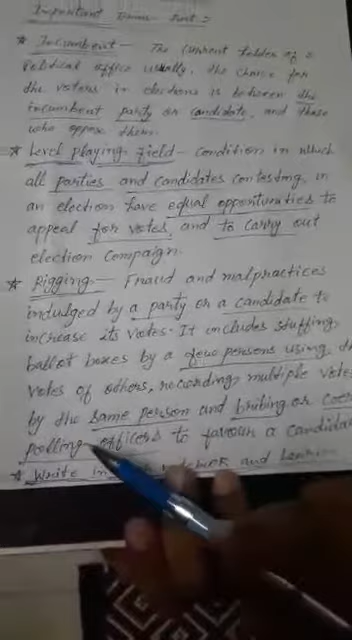 Important Terms
* Incumbent - The current holder of a
Political office usually, the choice for
the voters in elections is between the
incumbent party or candidate, and those
who oppose them.
* Level playing field - condition in which
all parties and candidates contesting in
an election have equal opportunities to
appeal for votes, and to carry out
election campaign.
* Rigging - Fraud and malpractices
indulged by a party or a candidate to
increase its votes. It includes stuffing
ballot boxes by a few persons using
votes of others, recording multiple vote
by the same person and bribing or
polling officers to favour a candidat
* Write in and